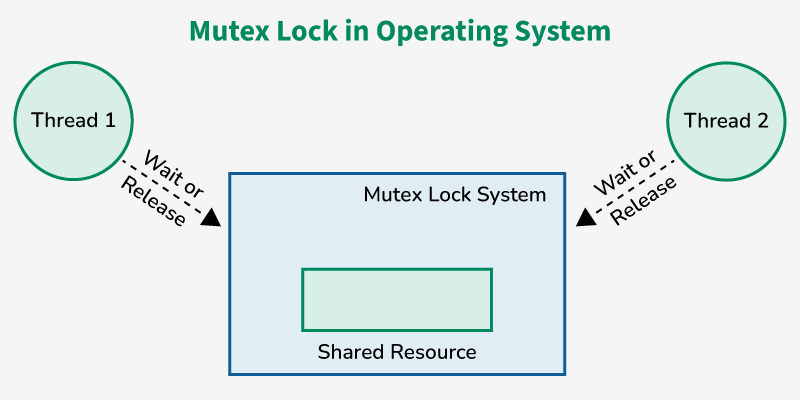 Mutex Lock in Operating System
Thread 1
Thread 2
Wait or
Release
Wait or
Release
Mutex Lock System
Shared Resource